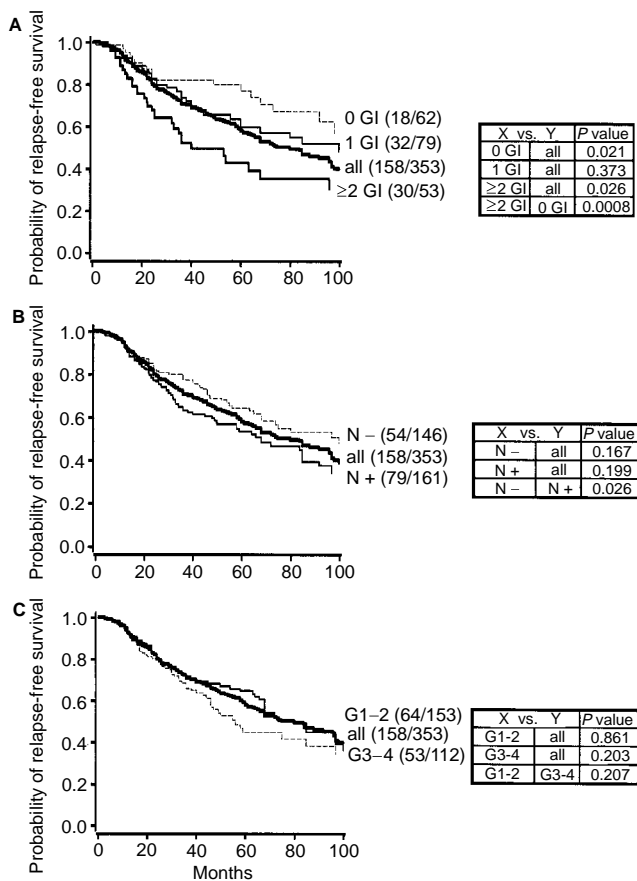 A
Probability of relapse-free survival
1.0
0.8
0.6
0.4
0.2
0.0
0 20 40 60 80 100
0 GI (18/62)
1 GI (32/79)
all (158/353)
≥2 GI (30/53)
X vs. Y P value
0 GI all 0.021
1 GI all 0.373
≥2 GI all 0.026
≥2 GI 0 GI 0.0008
B
Probability of relapse-free survival
1.0
0.8
0.6
0.4
0.2
0.0
0 20 40 60 80 100
N – (54/146)
all (158/353)
N + (79/161)
X vs. Y P value
N – all 0.167
N + all 0.199
N – N + 0.026
C
Probability of relapse-free survival
1.0
0.8
0.6
0.4
0.2
0.0
0 20 40 60 80 100
Months
G1–2 (64/153)
all (158/353)
G3–4 (53/112)
X vs. Y P value
G1-2 all 0.861
G3-4 all 0.203
G1-2 G3-4 0.207